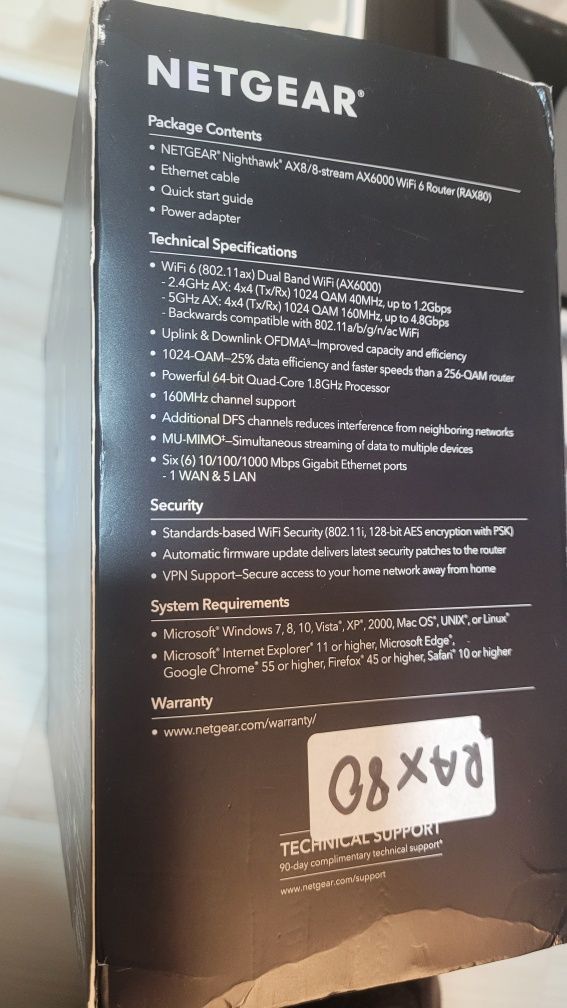 NETGEAR®
Package Contents
• NETGEAR® Nighthawk® AX8/8-stream AX6000 WiFi 6 Router (RAX80)
• Ethernet cable
• Quick start guide
• Power adapter
Technical Specifications
• WiFi 6 (802.11ax) Dual Band WiFi (AX6000)
- 2.4GHz AX: 4x4 (Tx/Rx) 1024 QAM 40MHz, up to 1.2Gbps
- 5GHz AX: 4x4 (Tx/Rx) 1024 QAM 160MHz, up to 4.8Gbps
- Backwards compatible with 802.11a/b/g/n/ac WiFi
• Uplink & Downlink OFDMA§—Improved capacity and efficiency
• 1024-QAM—25% data efficiency and faster speeds than a 256-QAM router
• Powerful 64-bit Quad-Core 1.8GHz Processor
• 160MHz channel support
• Additional DFS channels reduces interference from neighboring networks
• MU-MIMO‡—Simultaneous streaming of data to multiple devices
• Six (6) 10/100/1000 Mbps Gigabit Ethernet ports
- 1 WAN & 5 LAN
Security
• Standards-based WiFi Security (802.11i, 128-bit AES encryption with PSK)
• Automatic firmware update delivers latest security patches to the router
• VPN Support—Secure access to your home network away from home
System Requirements
• Microsoft® Windows 7, 8, 10, Vista®, XP®, 2000, Mac OS®, UNIX®, or Linux®
• Microsoft® Internet Explorer® 11 or higher, Microsoft Edge®,
Google Chrome® 55 or higher, Firefox® 45 or higher, Safari® 10 or higher
Warranty
• www.netgear.com/warranty/
RAX80
TECHNICAL SUPPORT
90-day complimentary technical support*
www.netgear.com/support